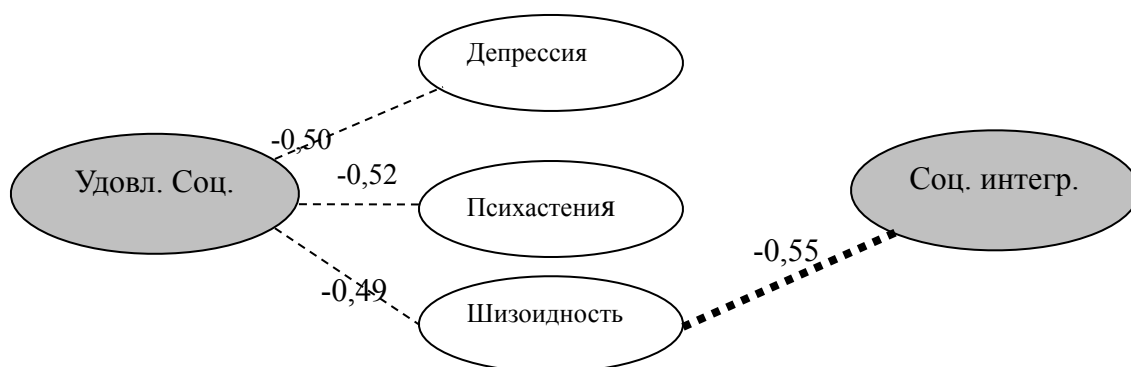 Депрессия
-0,50
Удовл. Соц.
-0,52
Психастения
Соц. интегр.
-0,55
-0,49
Шизоидность